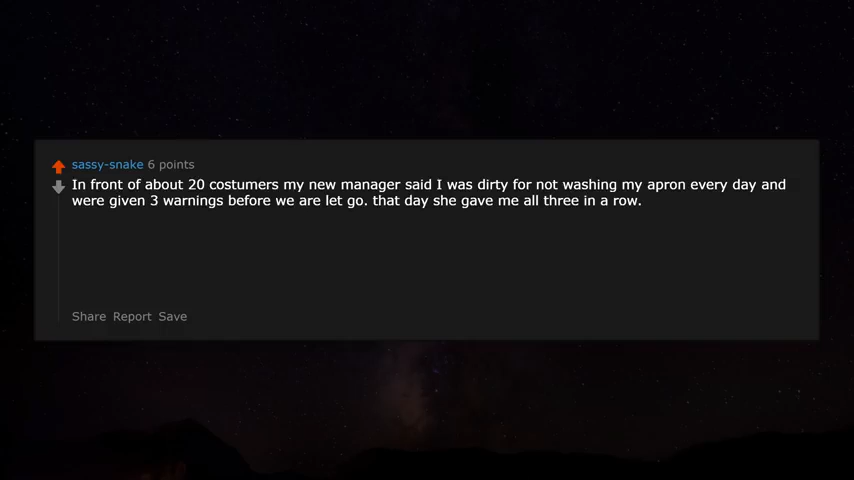 sassy-snake 6 points
In front of about 20 costumers my new manager said I was dirty for not washing my apron every day and
were given 3 warnings before we are let go. that day she gave me all three in a row.
Share Report Save